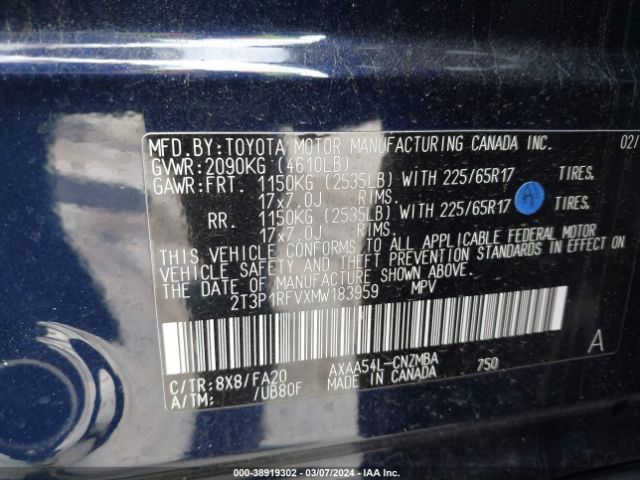 MFD.BY:TOYOTA MOTOR MANUFACTURING CANADA INC. 02/
GVWR:2090KG (4610LB)
GAWR:FRT. 1150KG (2535LB) WITH 225/65R17 TIRES.
17x7.0J RIMS.
RR. 1150KG (2535LB) WITH 225/65R17 TIRES.
17x7.0J RIMS.
THIS VEHICLE CONFORMS TO ALL APPLICABLE FEDERAL MOTOR
VEHICLE SAFETY AND THEFT PREVENTION STANDARDS IN EFFECT ON
THE DATE OF MANUFACTURE SHOWN ABOVE.
2T3P1RFVXMW183959 MPV
C/TR:8X8/FA20 AXAA54L-CNZMBA 750 A
A/TM: /UB80F MADE IN CANADA
0 - 38919302 - 03/07/2024 - IAA Inc.